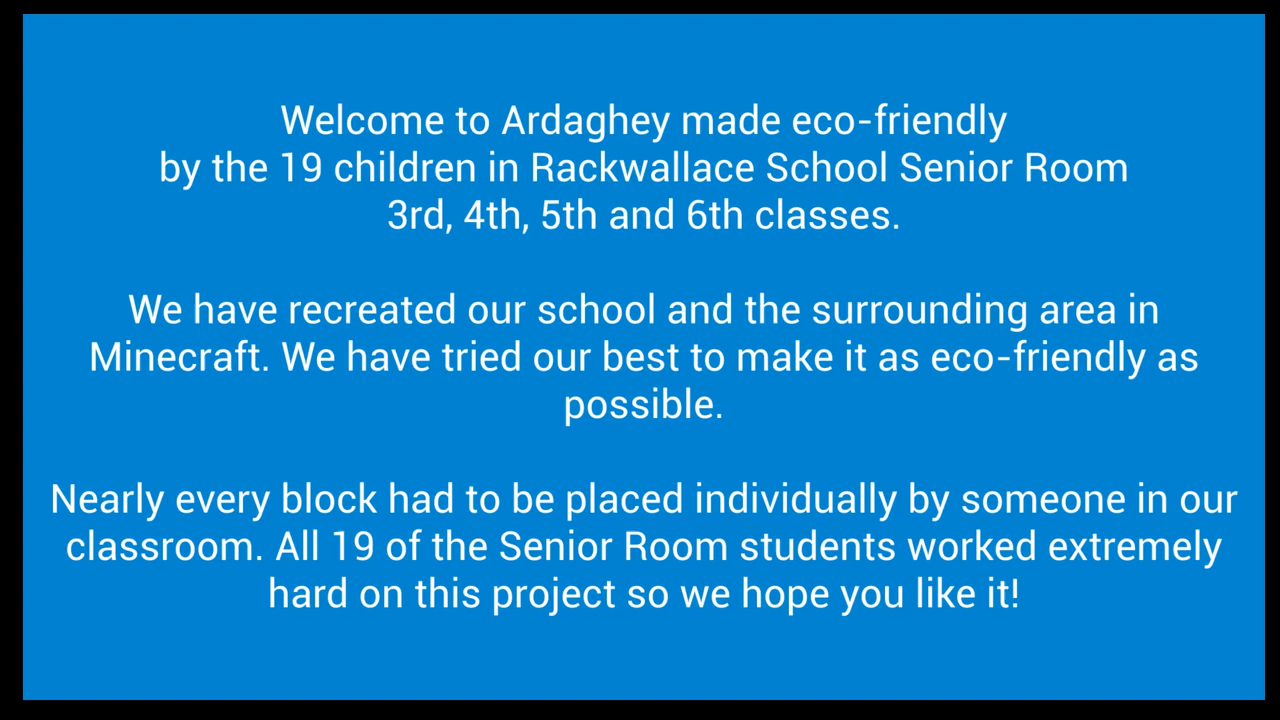 Welcome to Ardaghey made eco-friendly
by the 19 children in Rackwallace School Senior Room
3rd, 4th, 5th and 6th classes.
We have recreated our school and the surrounding area in
Minecraft. We have tried our best to make it as eco-friendly as
possible.
Nearly every block had to be placed individually by someone in our
classroom. All 19 of the Senior Room students worked extremely
hard on this project so we hope you like it!